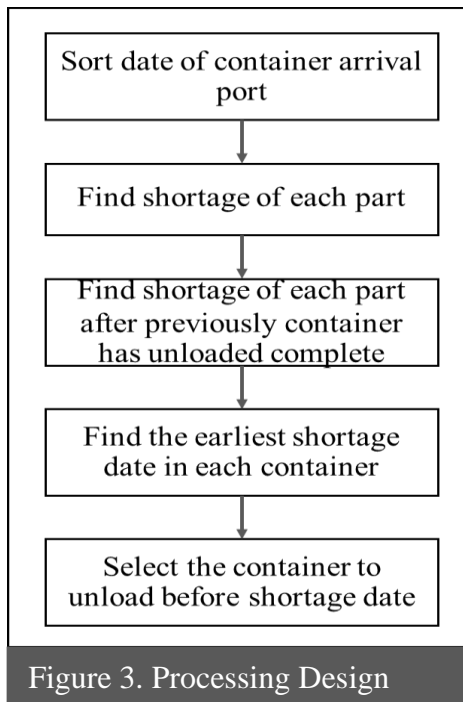 Sort date of container arrival
port
Find shortage of each part
Find shortage of each part
after previously container
has unloaded complete
Find the earliest shortage
date in each container
Select the container to
unload before shortage date
Figure 3. Processing Design